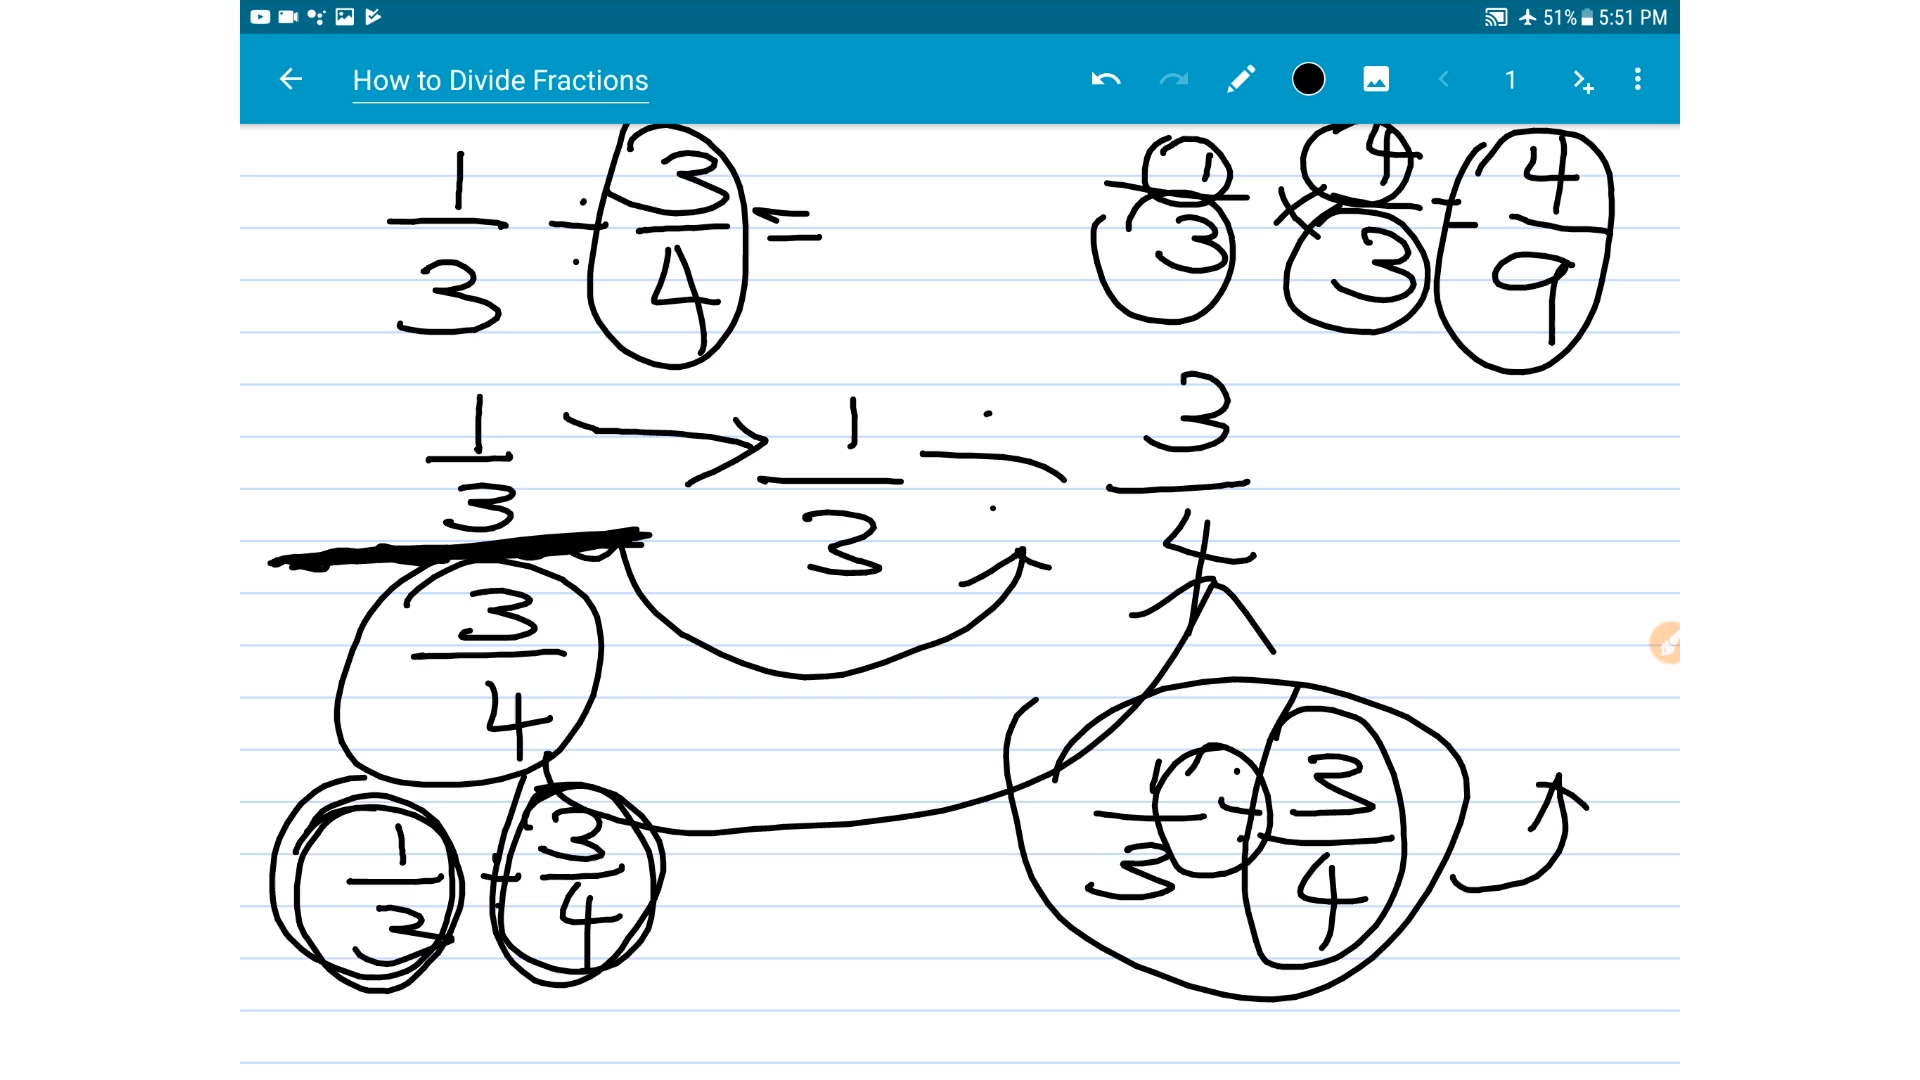 51% 5:51 PM
How to Divide Fractions 1
1/3 ÷ 3/4 = 1/3 × 4/3 = 4/9
1/3 → 1/3 ÷ 3/4
3/4
1/3 ÷ 3/4
1/3 ÷ 3/4